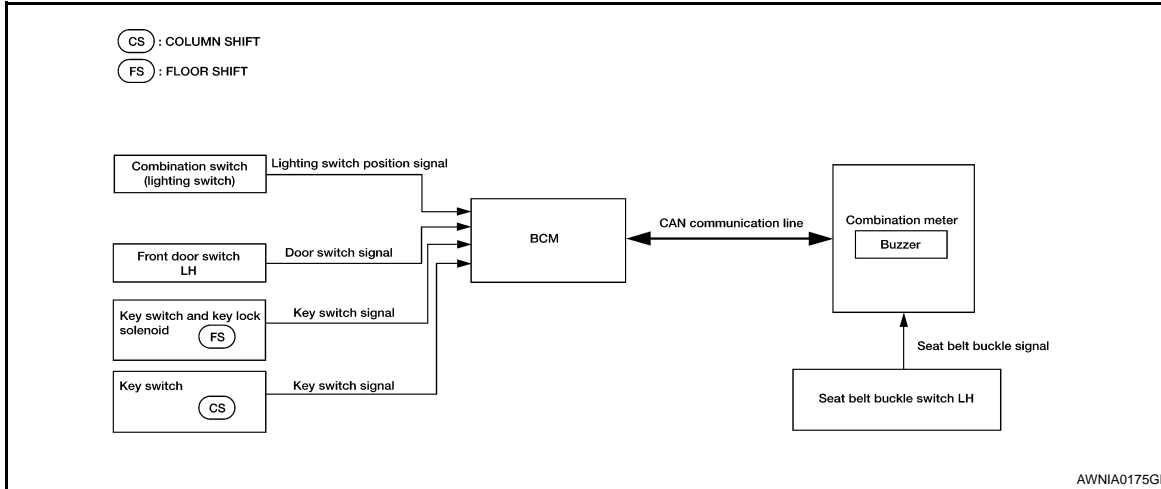 CS : COLUMN SHIFT
FS : FLOOR SHIFT
Combination switch
(lighting switch)
Lighting switch position signal
Front door switch
LH
Door switch signal
Key switch and key lock
solenoid
FS
Key switch signal
Key switch
CS
Key switch signal
BCM
CAN communication line
Combination meter
Buzzer
Seat belt buckle signal
Seat belt buckle switch LH